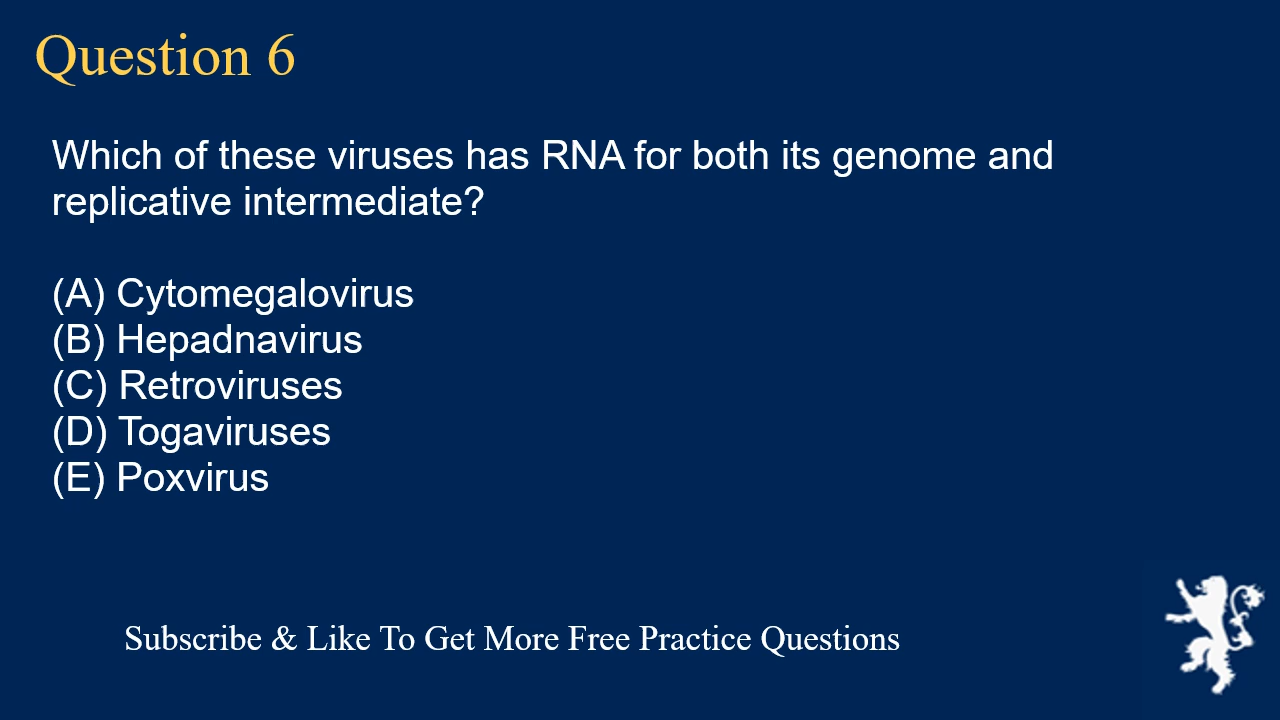 Question 6
Which of these viruses has RNA for both its genome and
replicative intermediate?
(A) Cytomegalovirus
(B) Hepadnavirus
(C) Retroviruses
(D) Togaviruses
(E) Poxvirus
Subscribe & Like To Get More Free Practice Questions